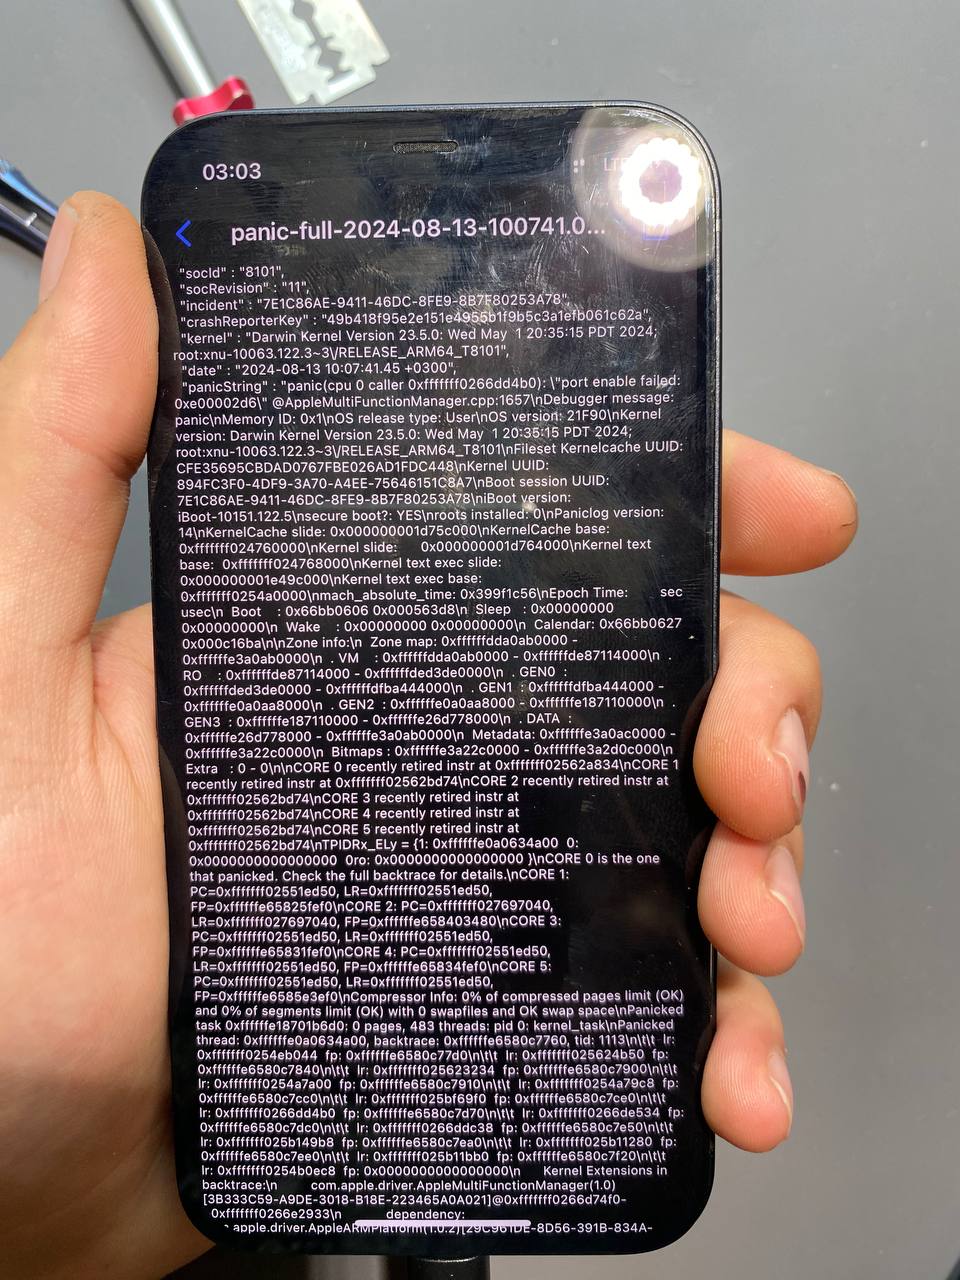 03:03
LTE
panic-full-2024-08-13-100741.0...
"socId" : "8101",
"socRevision" : "11",
"incident" : "7E1C86AE-9411-46DC-8FE9-8B7F80253A78",
"crashReporterKey" : "49b418f95e2e151e4955b1f9b5c3a1efb061c62a",
"kernel" : "Darwin Kernel Version 23.5.0: Wed May  1 20:35:15 PDT 2024;
root:xnu-10063.122.3~3\/RELEASE_ARM64_T8101",
"date" : "2024-08-13 10:07:41.45 +0300",
"panicString" : "panic(cpu 0 caller 0xfffffff0266dd4b0): \"port enable failed:
0xe00002d6\" @AppleMultiFunctionManager.cpp:1657\nDebugger message:
panic\nMemory ID: 0x1\nOS release type: User\nOS version: 21F90\nKernel
version: Darwin Kernel Version 23.5.0: Wed May  1 20:35:15 PDT 2024;
root:xnu-10063.122.3~3\/RELEASE_ARM64_T8101\nFileset Kernelcache UUID:
CFE35695CBDAD0767FBE026AD1FDC448\nKernel UUID:
894FC3F0-4DF9-3A70-A4EE-75646151C8A7\nBoot session UUID:
7E1C86AE-9411-46DC-8FE9-8B7F80253A78\niBoot version:
iBoot-10151.122.5\nsecure boot?: YES\nroots installed: 0\nPaniclog version:
14\nKernelCache slide: 0x000000001d75c000\nKernelCache base:
0xfffffff024760000\nKernel slide:      0x000000001d764000\nKernel text
base:  0xfffffff024768000\nKernel text exec slide:
0x000000001e49c000\nKernel text exec base:
0xfffffff0254a0000\nmach_absolute_time: 0x399f1c56\nEpoch Time:        sec
usec\n  Boot    : 0x66bb0606 0x000563d8\n  Sleep   : 0x00000000
0x00000000\n  Wake    : 0x00000000 0x00000000\n  Calendar: 0x66bb0627
0x000c16ba\n\nZone info:\n  Zone map: 0xffffffdda0ab0000 -
0xffffffe3a0ab0000\n  . VM    : 0xffffffdda0ab0000 - 0xffffffde87114000\n  .
RO    : 0xffffffde87114000 - 0xffffffded3de0000\n  . GEN0  :
0xffffffded3de0000 - 0xffffffdfba444000\n  . GEN1  : 0xffffffdfba444000 -
0xffffffe0a0aa8000\n  . GEN2  : 0xffffffe0a0aa8000 - 0xffffffe187110000\n  .
GEN3  : 0xffffffe187110000 - 0xffffffe26d778000\n  . DATA  :
0xffffffe26d778000 - 0xffffffe3a0ab0000\n  Metadata: 0xffffffe3a0ac0000 -
0xffffffe3a22c0000\n  Bitmaps : 0xffffffe3a22c0000 - 0xffffffe3a2d0c000\n
Extra   : 0 - 0\n\nCORE 0 recently retired instr at 0xfffffff02562a834\nCORE 1
recently retired instr at 0xfffffff02562bd74\nCORE 2 recently retired instr at
0xfffffff02562bd74\nCORE 3 recently retired instr at
0xfffffff02562bd74\nCORE 4 recently retired instr at
0xfffffff02562bd74\nCORE 5 recently retired instr at
0xfffffff02562bd74\nTPIDRx_ELy = {1: 0xffffffe0a0634a00  0:
0x0000000000000000  0ro: 0x0000000000000000 }\nCORE 0 is the one
that panicked. Check the full backtrace for details.\nCORE 1:
PC=0xfffffff02551ed50, LR=0xfffffff02551ed50,
FP=0xffffffe65825fef0\nCORE 2: PC=0xfffffff027697040,
LR=0xfffffff027697040, FP=0xffffffe658403480\nCORE 3:
PC=0xfffffff02551ed50, LR=0xfffffff02551ed50,
FP=0xffffffe65831fef0\nCORE 4: PC=0xfffffff02551ed50,
LR=0xfffffff02551ed50, FP=0xffffffe65834fef0\nCORE 5:
PC=0xfffffff02551ed50, LR=0xfffffff02551ed50,
FP=0xffffffe6585e3ef0\nCompressor Info: 0% of compressed pages limit (OK)
and 0% of segments limit (OK) with 0 swapfiles and OK swap space\nPanicked
task 0xffffffe18701b6d0: 0 pages, 483 threads: pid 0: kernel_task\nPanicked
thread: 0xffffffe0a0634a00, backtrace: 0xffffffe6580c7760, tid: 1113\n\t\t  lr:
0xfffffff0254eb044  fp: 0xffffffe6580c77d0\n\t\t  lr: 0xfffffff025624b50  fp:
0xffffffe6580c7840\n\t\t  lr: 0xfffffff025623234  fp: 0xffffffe6580c7900\n\t\t
lr: 0xfffffff0254a7a00  fp: 0xffffffe6580c7910\n\t\t  lr: 0xfffffff0254a79c8  fp:
0xffffffe6580c7cc0\n\t\t  lr: 0xfffffff025bf69f0  fp: 0xffffffe6580c7ce0\n\t\t
lr: 0xfffffff0266dd4b0  fp: 0xffffffe6580c7d70\n\t\t  lr: 0xfffffff0266de534  fp:
0xffffffe6580c7dc0\n\t\t  lr: 0xfffffff0266ddc38  fp: 0xffffffe6580c7e50\n\t\t
lr: 0xfffffff025b149b8  fp: 0xffffffe6580c7ea0\n\t\t  lr: 0xfffffff025b11280  fp:
0xffffffe6580c7ee0\n\t\t  lr: 0xfffffff025b11bb0  fp: 0xffffffe6580c7f20\n\t\t
lr: 0xfffffff0254b0ec8  fp: 0x0000000000000000\n      Kernel Extensions in
backtrace:\n         com.apple.driver.AppleMultiFunctionManager(1.0)
[3B333C59-A9DE-3018-B18E-223465A0A021]@0xfffffff0266d74f0-
0xfffffff0266e2933\n            dependency:
.apple.driver.AppleARMPlatform(1.0.2)[29C961DE-8D56-391B-834A-